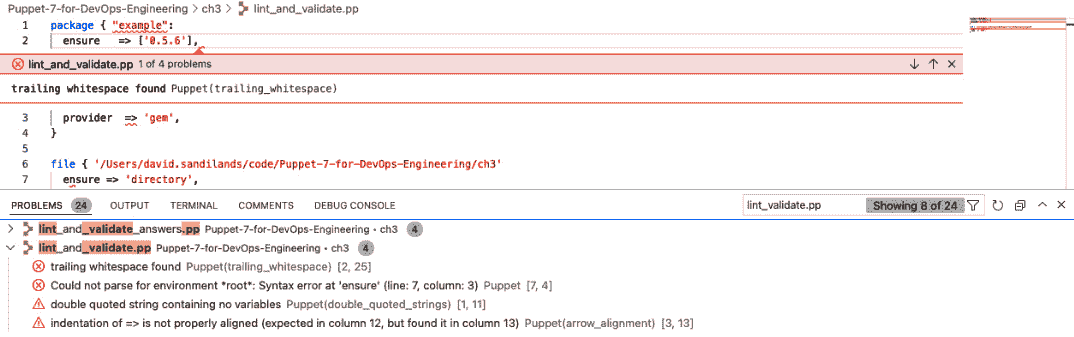 Puppet-7-for-DevOps-Engineering > ch3 > lint_and_validate.pp
1 package { "example":
2 ensure => ['0.5.6'],
lint_and_validate.pp 1 of 4 problems
trailing whitespace found Puppet(trailing_whitespace)
3 provider => 'gem',
4 }
5
6 file { '/Users/david.sandilands/code/Puppet-7-for-DevOps-Engineering/ch3'
7 ensure => 'directory',
PROBLEMS 24 OUTPUT TERMINAL COMMENTS DEBUG CONSOLE lint_validate.pp Showing 8 of 24
lint_and_validate_answers.pp Puppet-7-for-DevOps-Engineering • ch3 4
lint_and_validate.pp Puppet-7-for-DevOps-Engineering • ch3 4
trailing whitespace found Puppet(trailing_whitespace) [2, 25]
Could not parse for environment *root*: Syntax error at 'ensure' (line: 7, column: 3) Puppet [7, 4]
double quoted string containing no variables Puppet(double_quoted_strings) [1, 11]
indentation of => is not properly aligned (expected in column 12, but found it in column 13) Puppet(arrow_alignment) [3, 13]